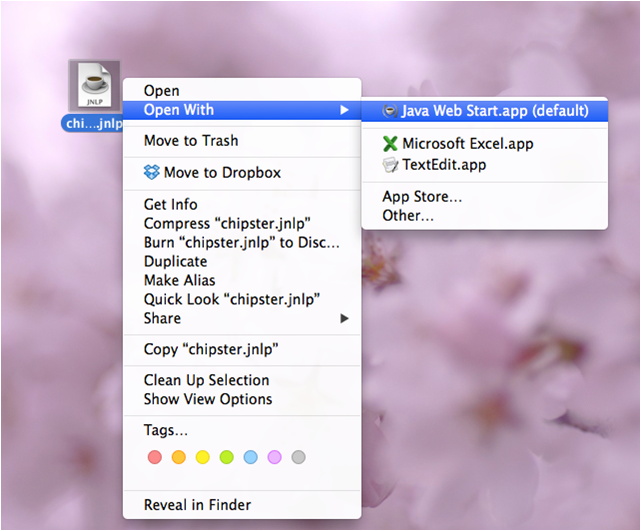 JNLP
chi....jnlp
Open
Open With
Java Web Start.app (default)
Microsoft Excel.app
TextEdit.app
App Store...
Other...
Move to Trash
Move to Dropbox
Get Info
Compress “chipster.jnlp”
Burn “chipster.jnlp” to Disc...
Duplicate
Make Alias
Quick Look “chipster.jnlp”
Share
Copy “chipster.jnlp”
Clean Up Selection
Show View Options
Tags...
Reveal in Finder